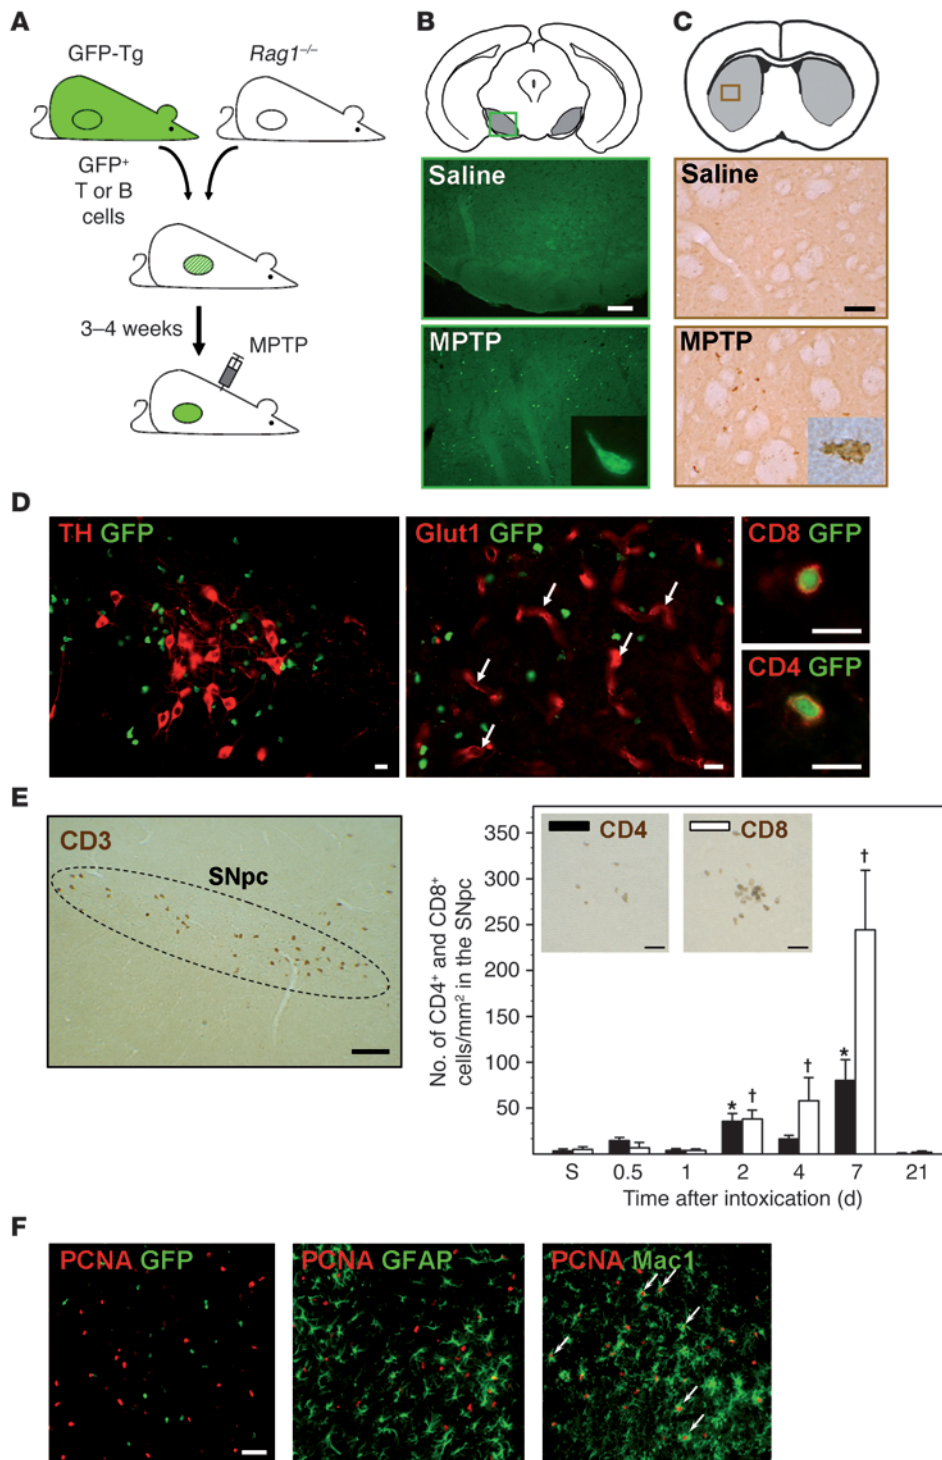 A
GFP-Tg
Rag1–/–
GFP+
T or B
cells
3–4 weeks
MPTP
B
Saline
MPTP
C
Saline
MPTP
D
TH GFP
Glut1 GFP
CD8 GFP
CD4 GFP
E
CD3
SNpc
No. of CD4+ and CD8+
cells/mm2 in the SNpc
350
300
250
200
150
100
50
CD4
CD8
*
†
†
*
†
S 0.5 1 2 4 7 21
Time after intoxication (d)
F
PCNA GFP
PCNA GFAP
PCNA Mac1